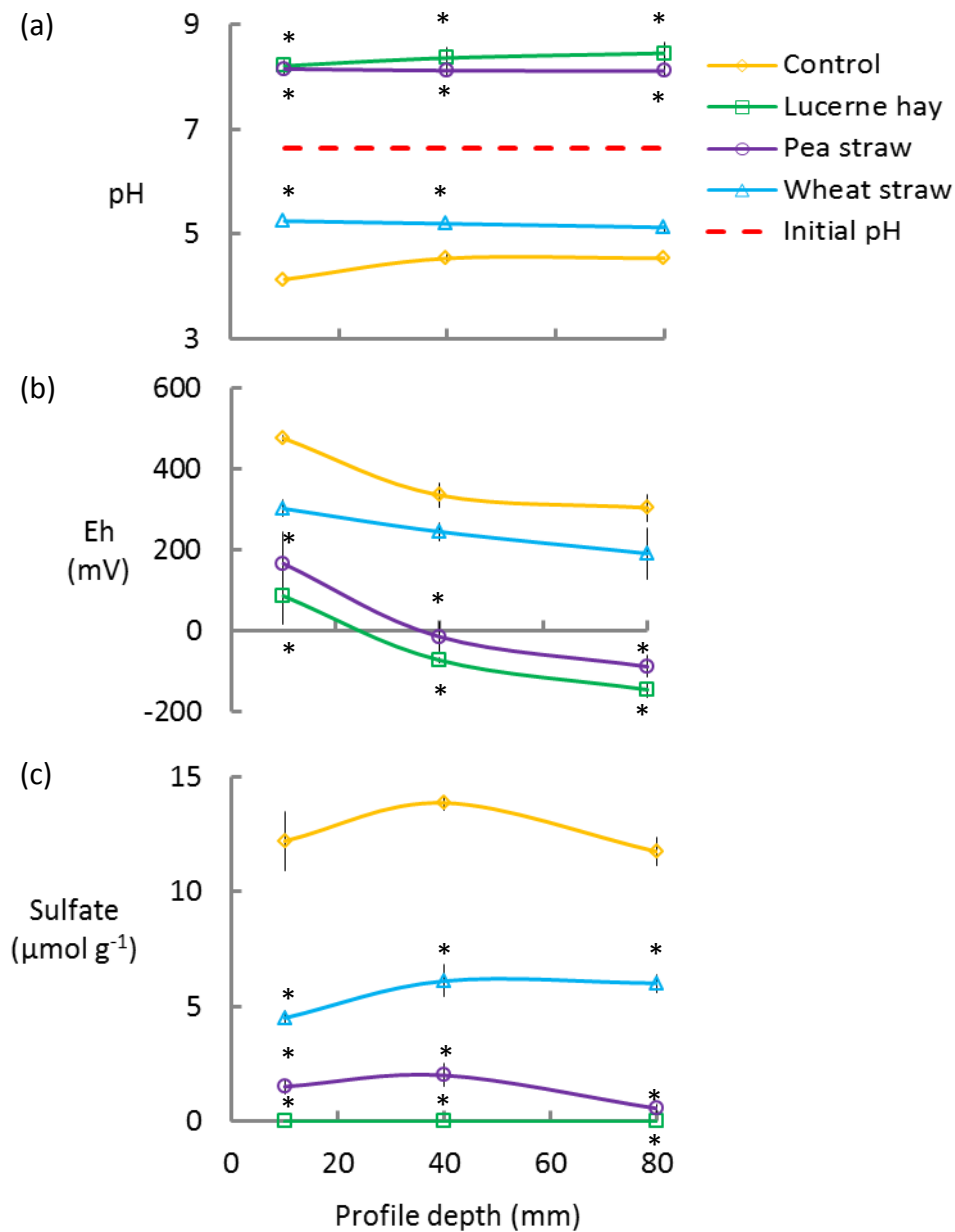 (a)
9
7
5
3
pH
* * *
* * *
* *
Control
Lucerne hay
Pea straw
Wheat straw
Initial pH
(b)
600
400
200
0
-200
Eh
(mV)
* * *
* * *
(c)
15
10
5
0
Sulfate
(µmol g-1)
* * *
* * *
* * *
0 20 40 60 80
Profile depth (mm)